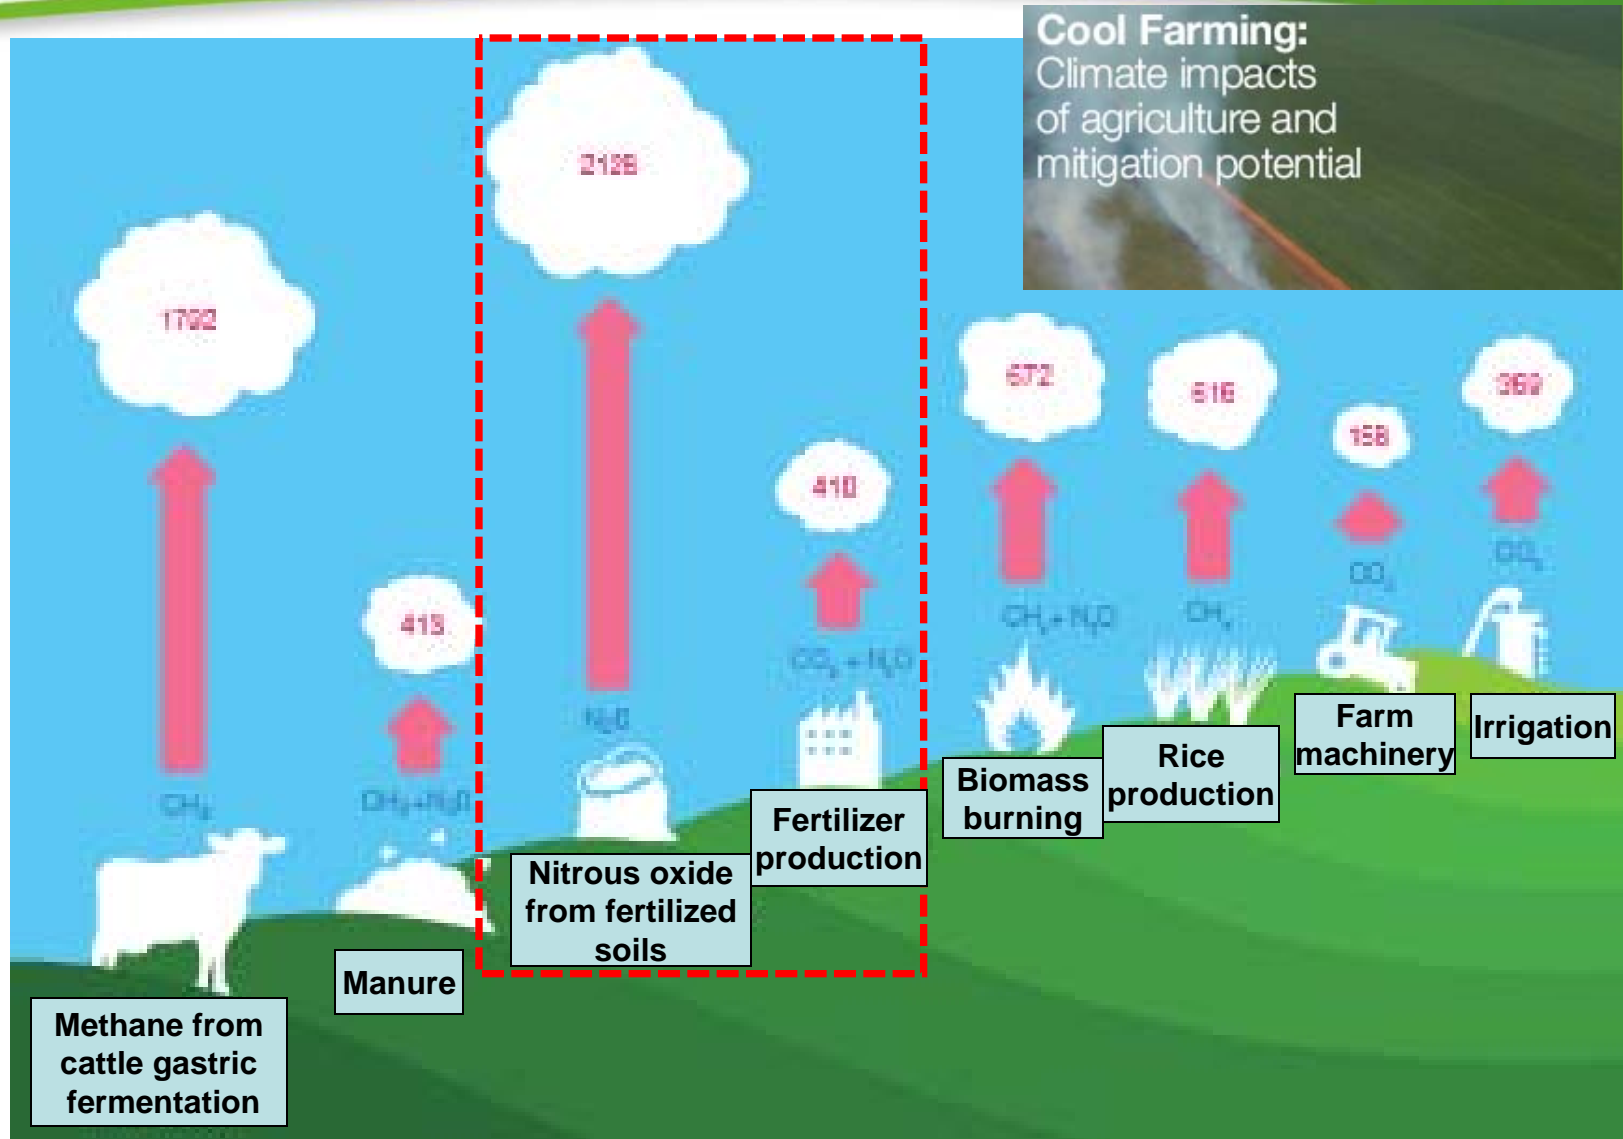 Cool Farming:
Climate impacts
of agriculture and
mitigation potential
2128
1792
672
616
369
158
410
413
CO₂
CO₂
CH₄ + N₂O
CH₄
CO₂ + N₂O
N₂O
CH₄
CH₄+N₂O
Methane from
cattle gastric
fermentation
Manure
Nitrous oxide
from fertilized
soils
Fertilizer
production
Biomass
burning
Rice
production
Farm
machinery
Irrigation